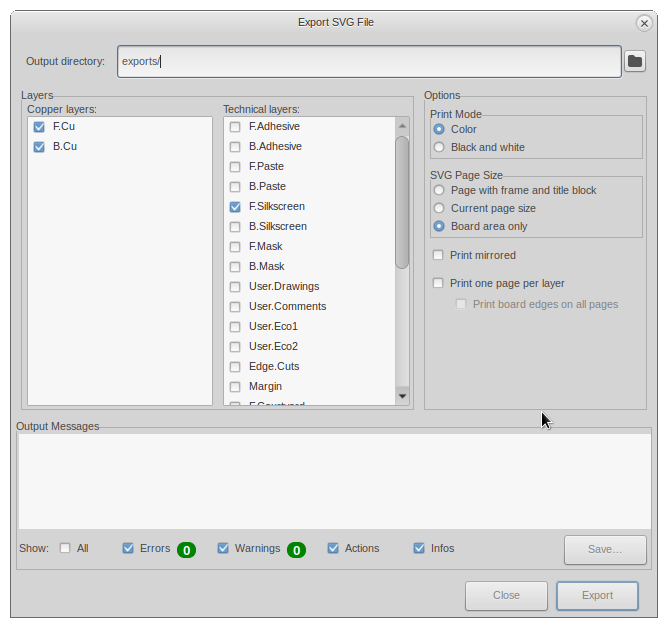 Export SVG File
Output directory: exports/
Layers
Copper layers:
F.Cu
B.Cu
Technical layers:
F.Adhesive
B.Adhesive
F.Paste
B.Paste
F.Silkscreen
B.Silkscreen
F.Mask
B.Mask
User.Drawings
User.Comments
User.Eco1
User.Eco2
Edge.Cuts
Margin
F.Courtyard
Options
Print Mode
Color
Black and white
SVG Page Size
Page with frame and title block
Current page size
Board area only
Print mirrored
Print one page per layer
Print board edges on all pages
Output Messages
Show: All Errors 0 Warnings 0 Actions Infos Save...
Close Export